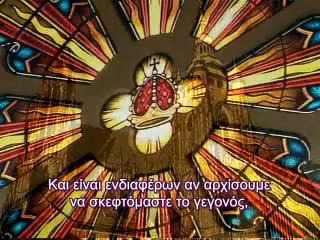 Και είναι ενδιαφέρων αν αρχίσουμε
να σκεφτόμαστε το γεγονός,